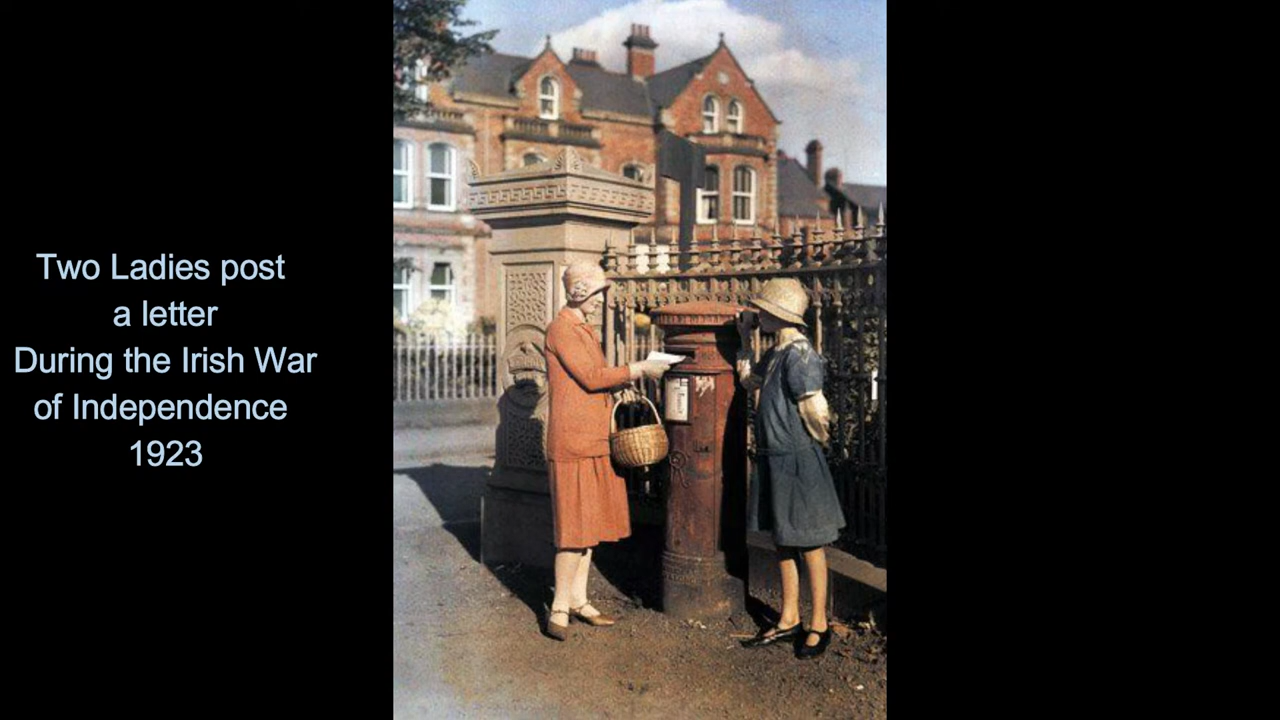 Two Ladies post
a letter
During the Irish War
of Independence
1923